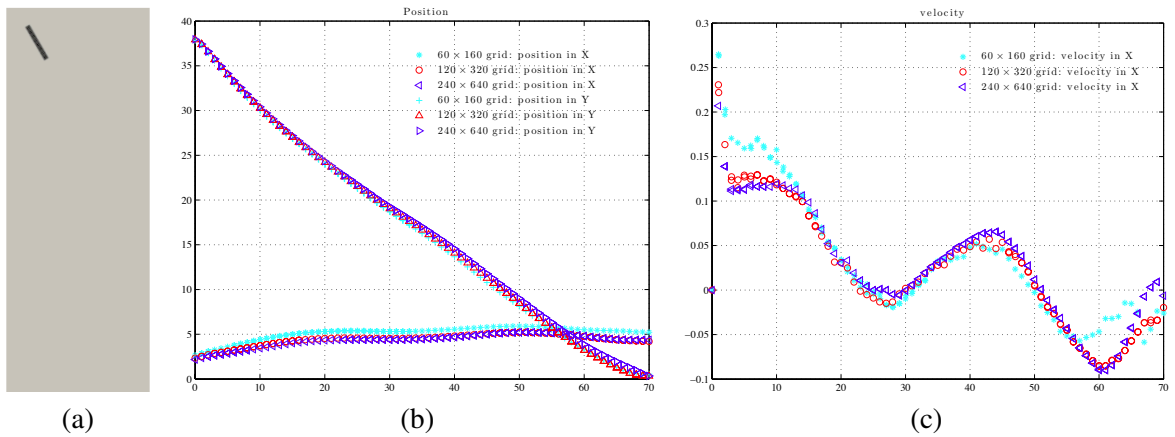 Position
40
35
30
25
20
15
10
5
0
0 10 20 30 40 50 60 70
60 × 160 grid: position in X
120 × 320 grid: position in X
240 × 640 grid: position in X
60 × 160 grid: position in Y
120 × 320 grid: position in Y
240 × 640 grid: position in Y
velocity
0.3
0.25
0.2
0.15
0.1
0.05
0
−0.05
−0.1
0 10 20 30 40 50 60 70
60 × 160 grid: velocity in X
120 × 320 grid: velocity in X
240 × 640 grid: velocity in X
(a) (b) (c)